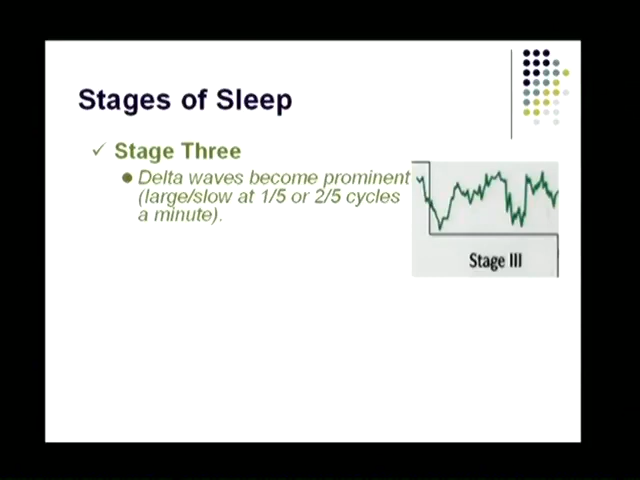 Stages of Sleep
Stage Three
Delta waves become prominent
(large/slow at 1/5 or 2/5 cycles
a minute).
Stage III